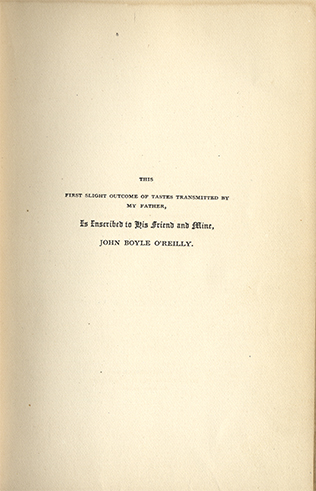 THIS
FIRST SLIGHT OUTCOME OF TASTES TRANSMITTED BY
MY FATHER,
Is Inscribed to His Friend and Mine,
JOHN BOYLE O'REILLY.